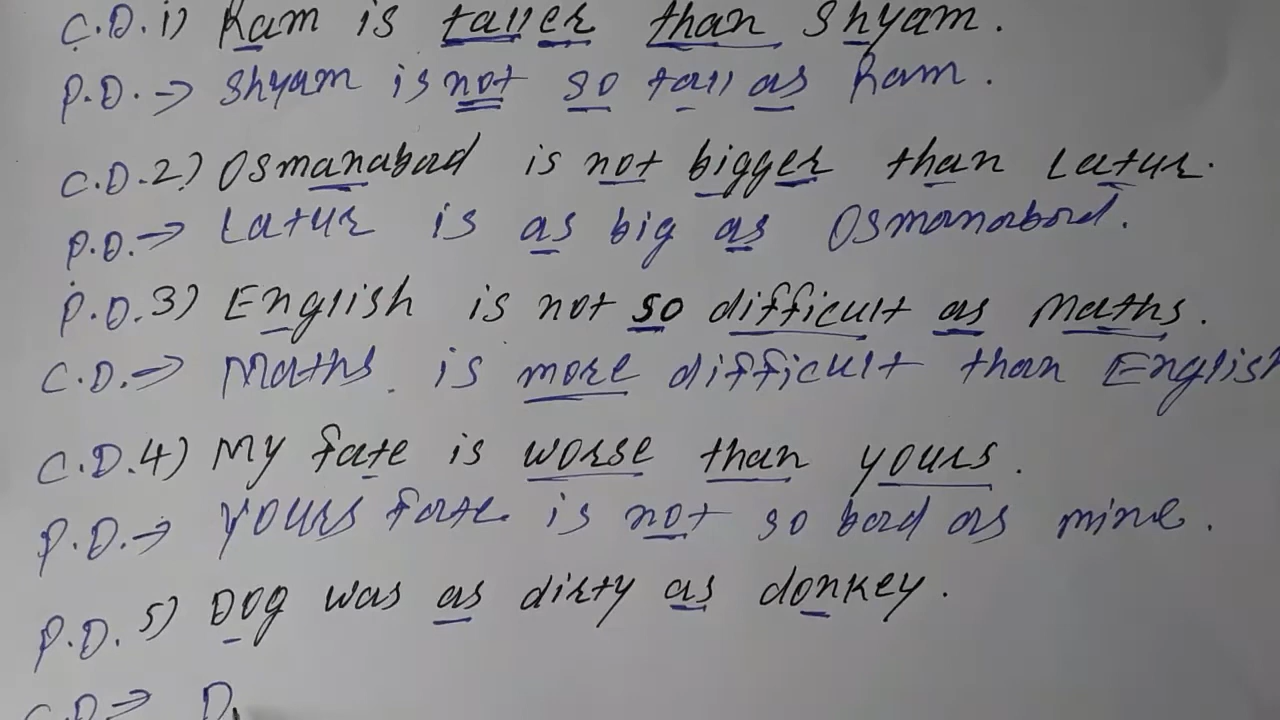 C.D.1) Ram is taller than Shyam.
P.D.→ Shyam is not so tall as Ram.
C.D.2) Osmanabad is not bigger than Latur.
P.D.→ Latur is as big as Osmanabad.
P.D.3) English is not so difficult as Maths.
C.D.→ Maths is more difficult than English
C.D.4) My fate is worse than yours.
P.D.→ Yours fate is not so bad as mine.
P.D. 5) Dog was as dirty as donkey.
C.D→ D